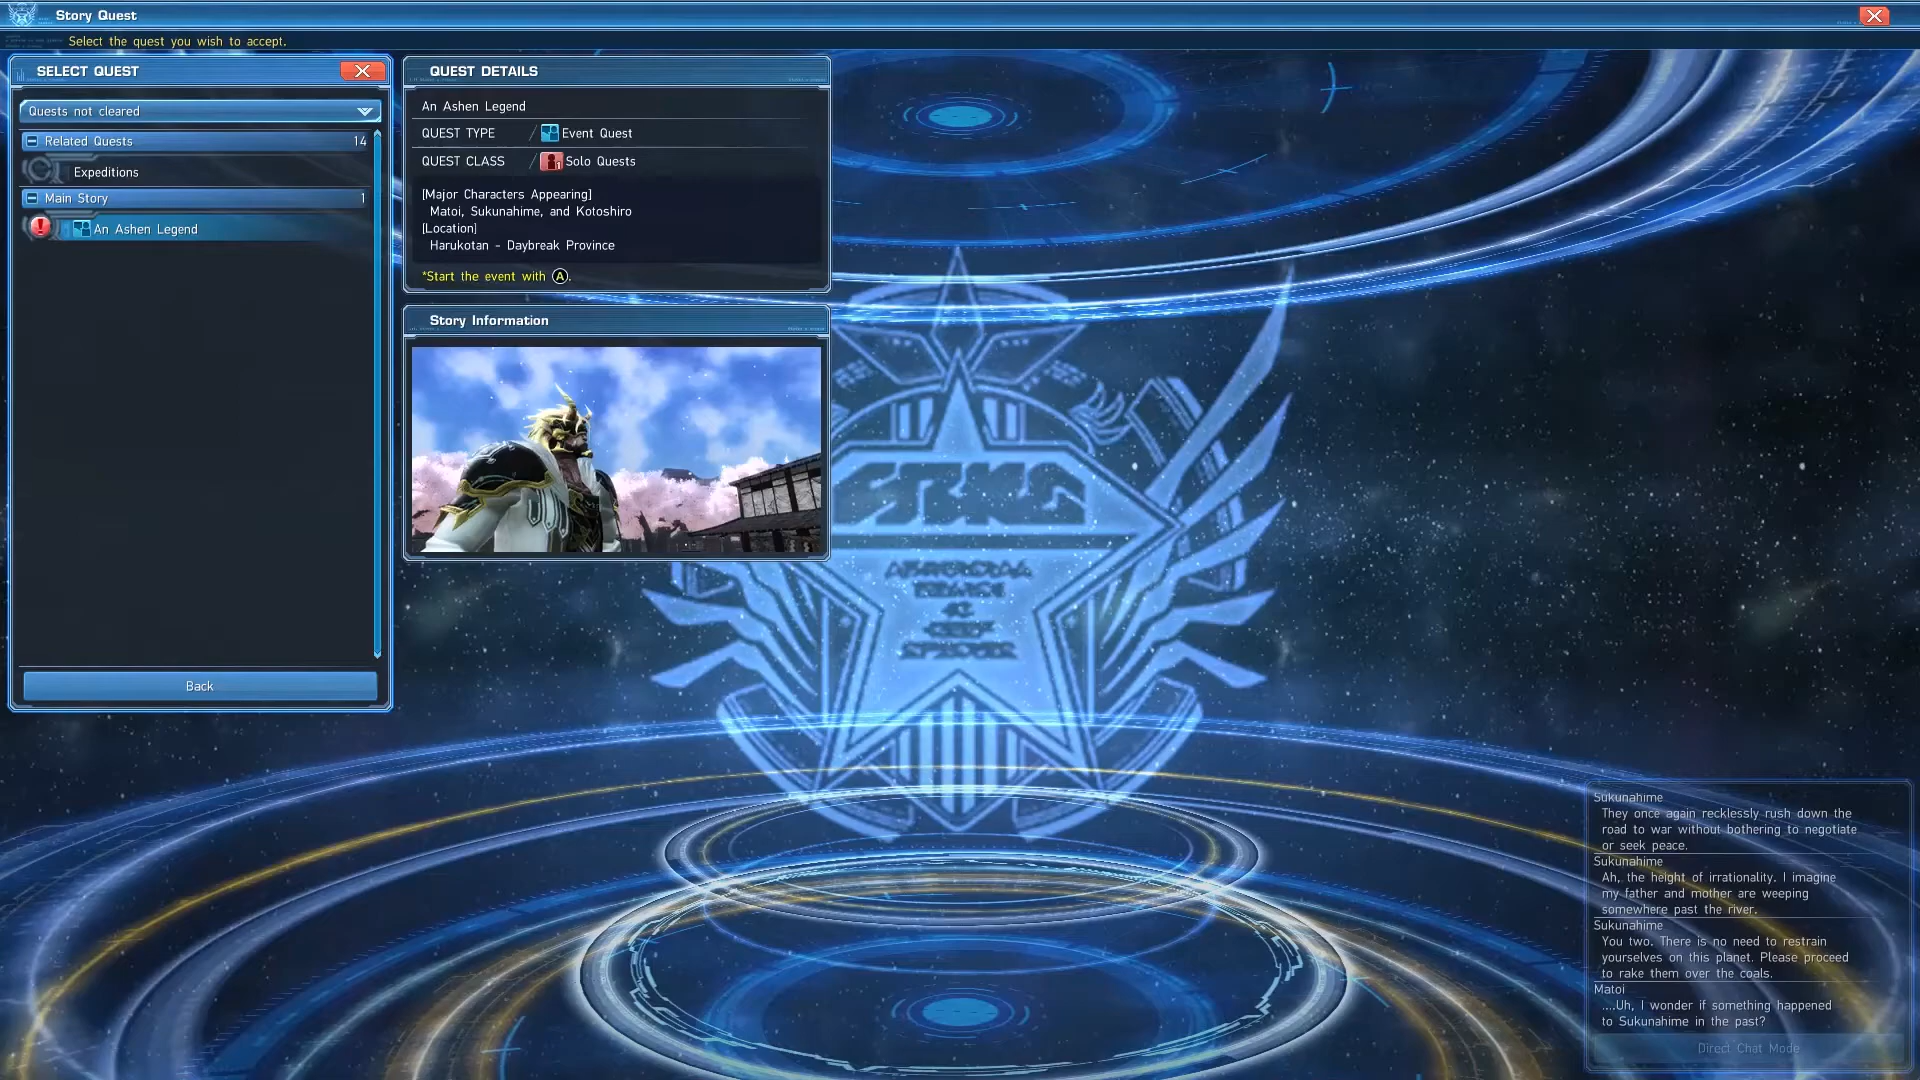 Story Quest
Select the quest you wish to accept.
SELECT QUEST
Quests not cleared
Related Quests 14
Expeditions
Main Story 1
An Ashen Legend
Back
QUEST DETAILS
An Ashen Legend
QUEST TYPE / Event Quest
QUEST CLASS / 1 Solo Quests
[Major Characters Appearing]
Matoi, Sukunahime, and Kotoshiro
[Location]
Harukotan - Daybreak Province
*Start the event with Ⓐ.
Story Information
Sukunahime
They once again recklessly rush down the
road to war without bothering to negotiate
or seek peace.
Sukunahime
Ah, the height of irrationality. I imagine
my father and mother are weeping
somewhere past the river.
Sukunahime
You two. There is no need to restrain
yourselves on this planet. Please proceed
to rake them over the coals.
Matoi
....Uh, I wonder if something happened
to Sukunahime in the past?
Direct Chat Mode